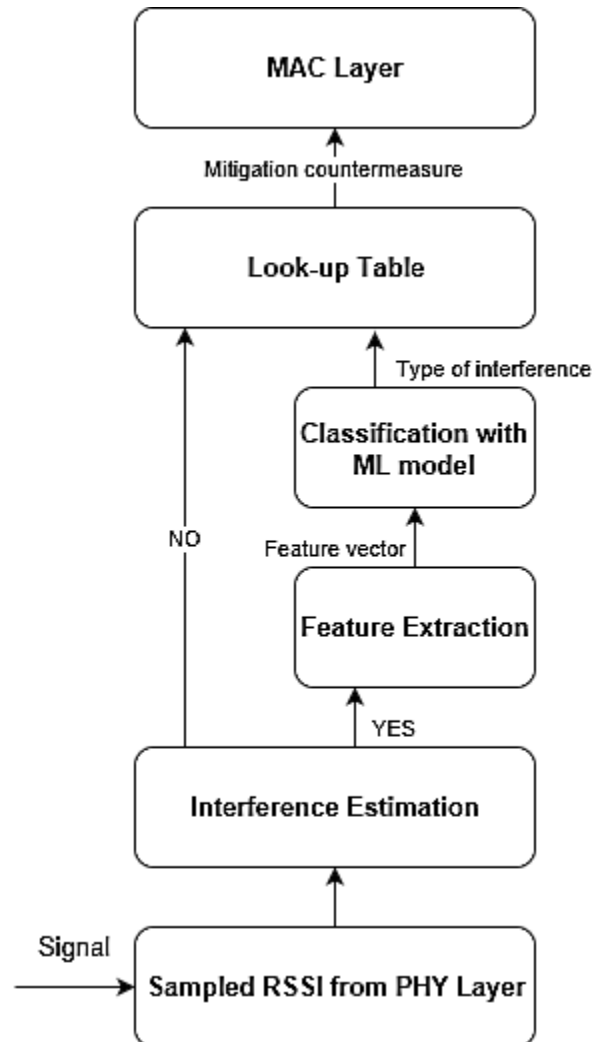 MAC Layer
Mitigation countermeasure
Look-up Table
Type of interference
Classification with
ML model
NO
Feature vector
Feature Extraction
YES
Interference Estimation
Signal
Sampled RSSI from PHY Layer